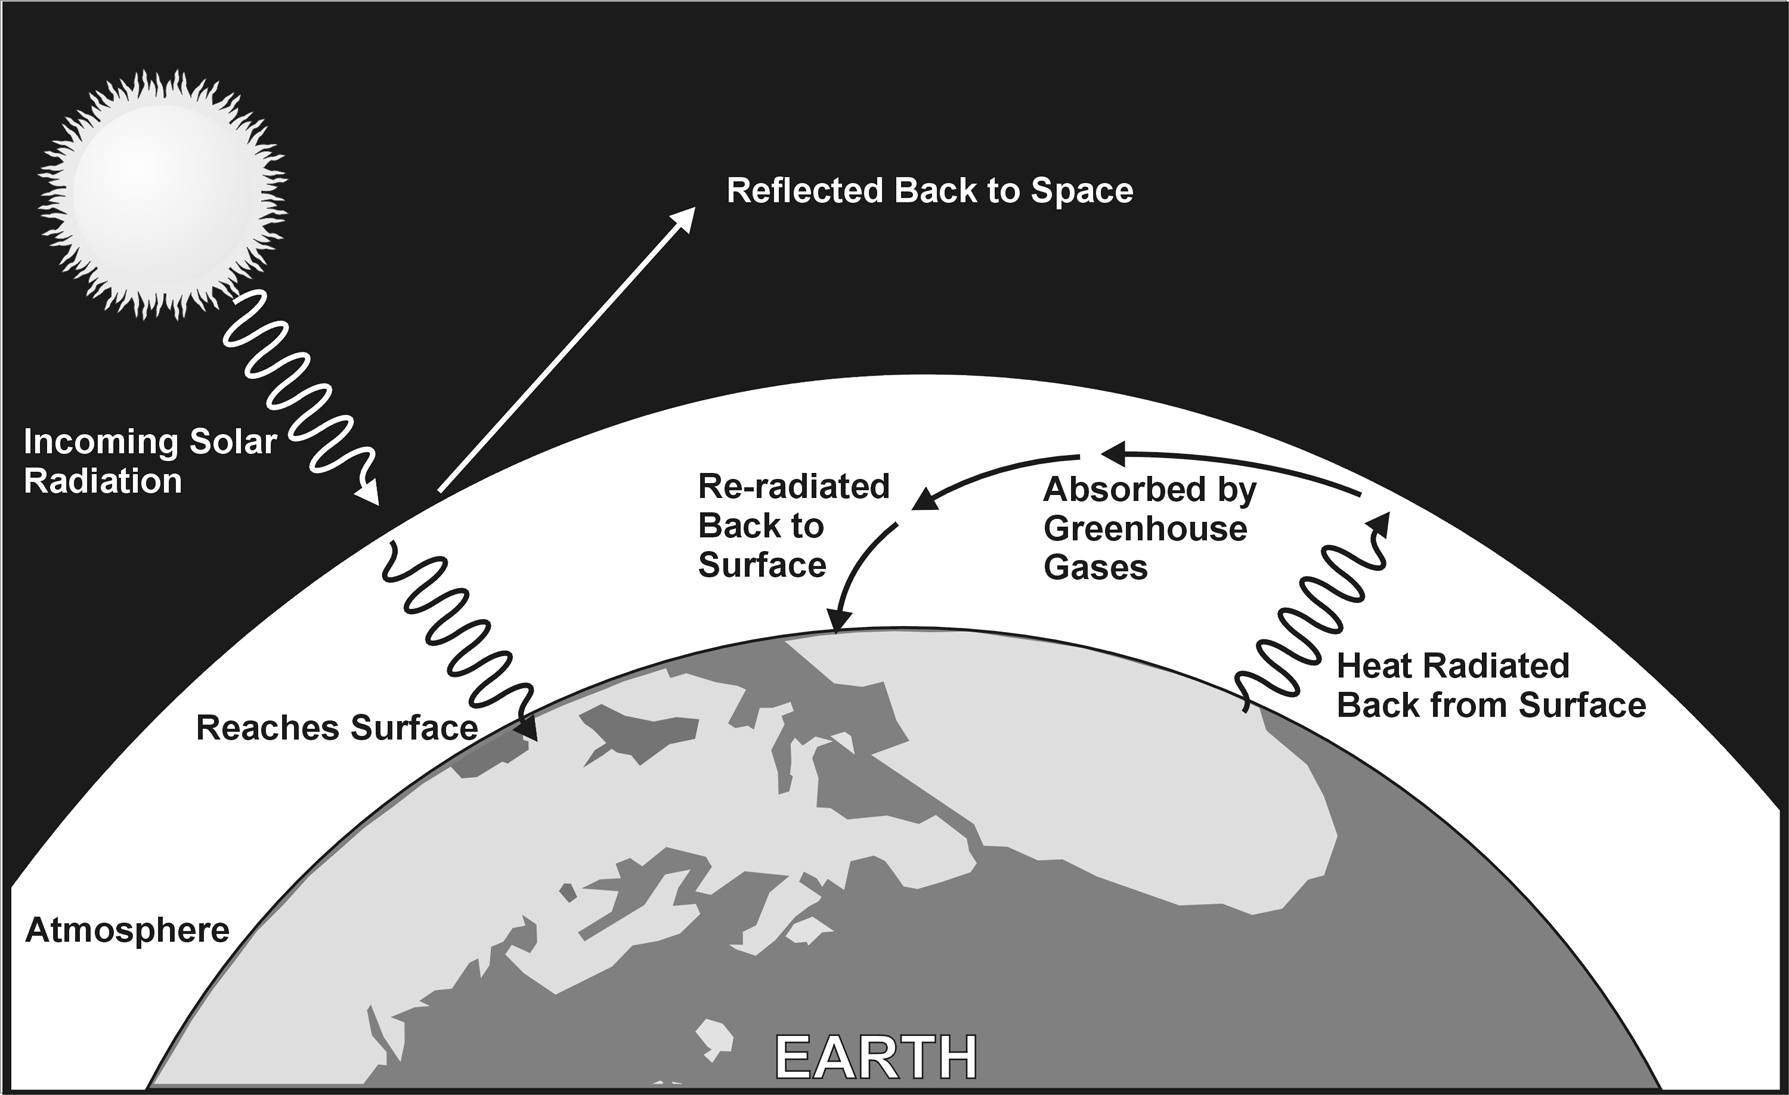 Reflected Back to Space
Incoming Solar
Radiation
Re-radiated
Back to
Surface
Absorbed by
Greenhouse
Gases
Heat Radiated
Back from Surface
Reaches Surface
Atmosphere
EARTH